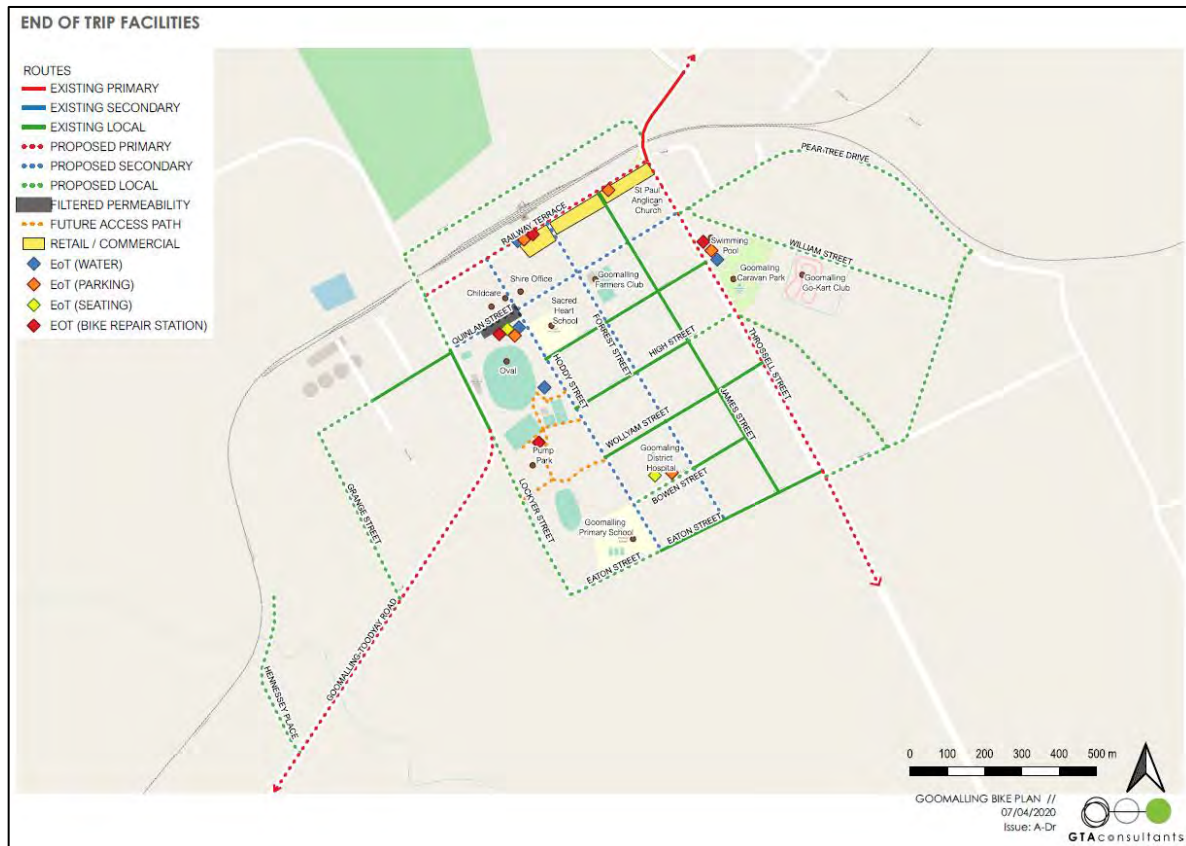 END OF TRIP FACILITIES
ROUTES
EXISTING PRIMARY
EXISTING SECONDARY
EXISTING LOCAL
PROPOSED PRIMARY
PROPOSED SECONDARY
PROPOSED LOCAL
FILTERED PERMEABILITY
FUTURE ACCESS PATH
RETAIL / COMMERCIAL
EoT (WATER)
EoT (PARKING)
EoT (SEATING)
EOT (BIKE REPAIR STATION)
PEAR-TREE DRIVE
St Paul
Anglican
Church
RAILWAY TERRACE
Swimming
Pool
WILLIAM STREET
Shire Office
Goomalling
Farmers Club
Goomaling
Caravan Park
Goomaling
Go-Kart Club
Childcare
Sacred
Heart
School
QUINLAN STREET
FORREST STREET
HIGH STREET
THROSSELL STREET
Oval
HODDY STREET
JAMES STREET
WOLLYAM STREET
Pump
Park
Goomaling
District
Hospital
BOWEN STREET
LOCKYER STREET
GRANGE STREET
Goomalling
Primary School
EATON STREET
EATON STREET
GOOMALLING-TOODYAY ROAD
HENNESSEY PLACE
0 100 200 300 400 500 m
GOOMALLING BIKE PLAN //
07/04/2020
Issue: A-Dr
GTAconsultants